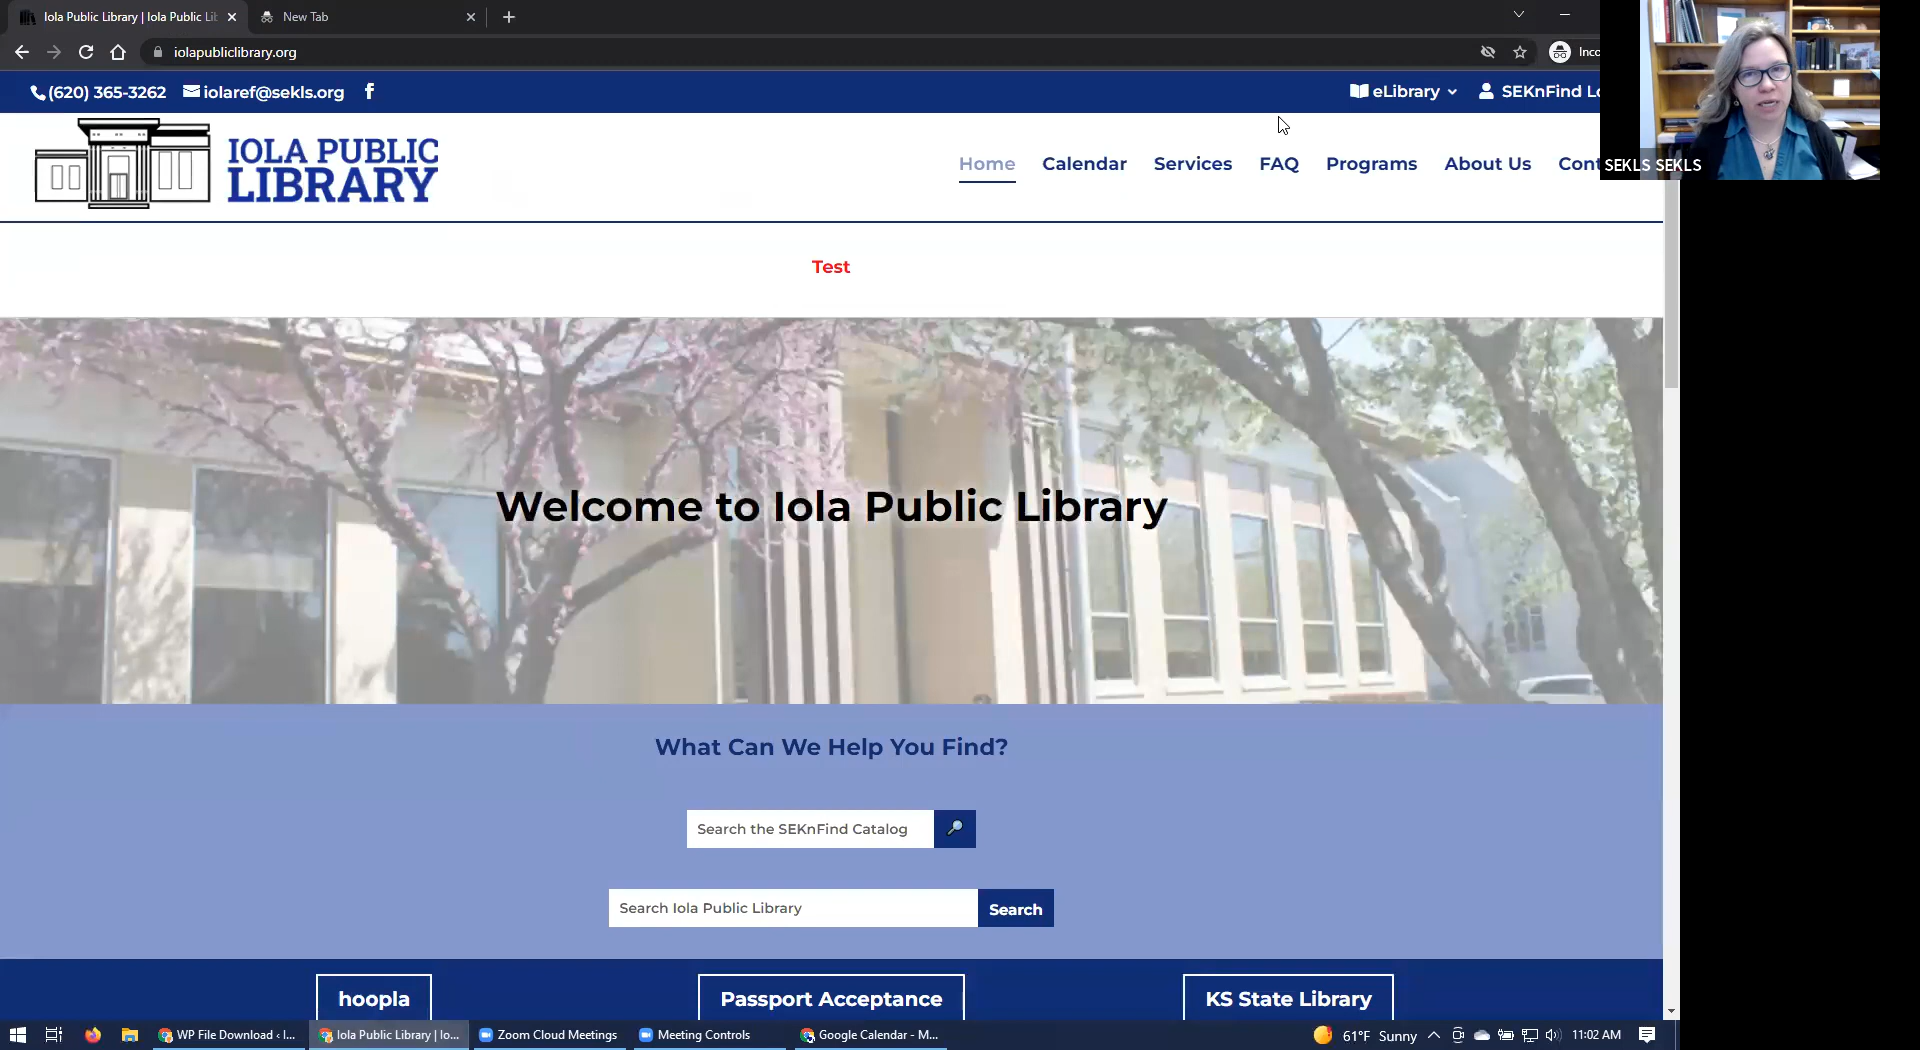 Iola Public Library | Iola Public Lib
New Tab
iolapubliclibrary.org
Inco
(620) 365-3262
iolaref@sekls.org
eLibrary
SEKnFind Lo
SEKLS SEKLS
IOLA PUBLIC
LIBRARY
Home
Calendar
Services
FAQ
Programs
About Us
Cont
Test
Welcome to Iola Public Library
What Can We Help You Find?
Search the SEKnFind Catalog
Search Iola Public Library
Search
hoopla
Passport Acceptance
KS State Library
WP File Download ‹ I...
Iola Public Library | Io...
Zoom Cloud Meetings
Meeting Controls
Google Calendar - M...
61°F Sunny
11:02 AM